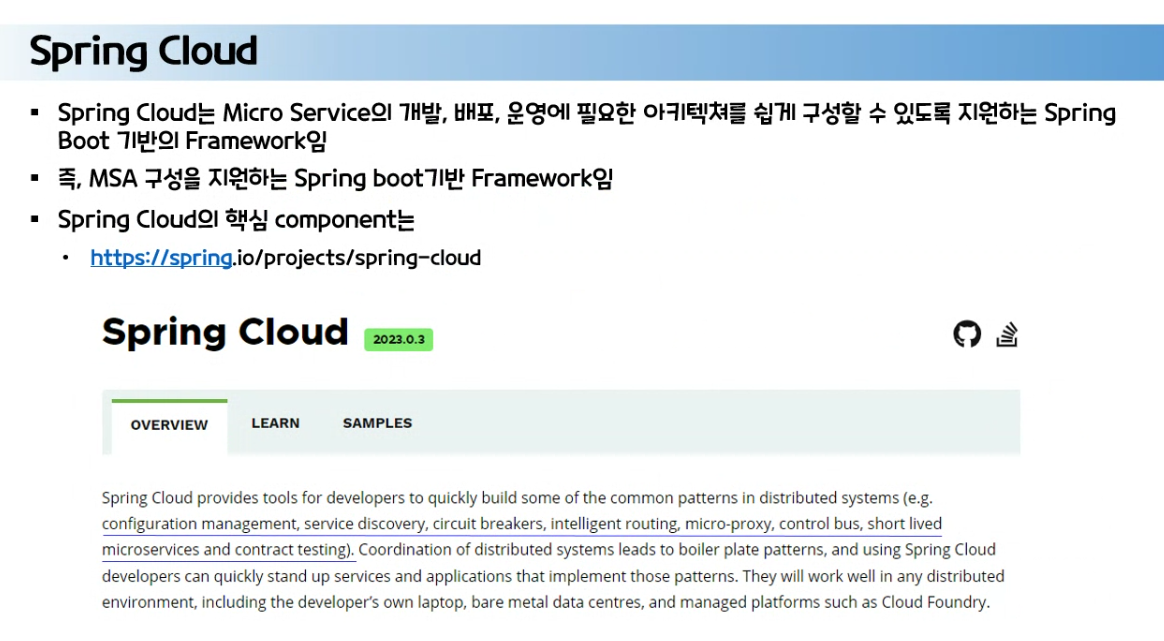 Spring Cloud
▪ Spring Cloud는 Micro Service의 개발, 배포, 운영에 필요한 아키텍쳐를 쉽게 구성할 수 있도록 지원하는 Spring
Boot 기반의 Framework임
▪ 즉, MSA 구성을 지원하는 Spring boot기반 Framework임
▪ Spring Cloud의 핵심 component는
• https://spring.io/projects/spring-cloud
Spring Cloud 2023.0.3
OVERVIEW LEARN SAMPLES
Spring Cloud provides tools for developers to quickly build some of the common patterns in distributed systems (e.g.
configuration management, service discovery, circuit breakers, intelligent routing, micro-proxy, control bus, short lived
microservices and contract testing). Coordination of distributed systems leads to boiler plate patterns, and using Spring Cloud
developers can quickly stand up services and applications that implement those patterns. They will work well in any distributed
environment, including the developer's own laptop, bare metal data centres, and managed platforms such as Cloud Foundry.